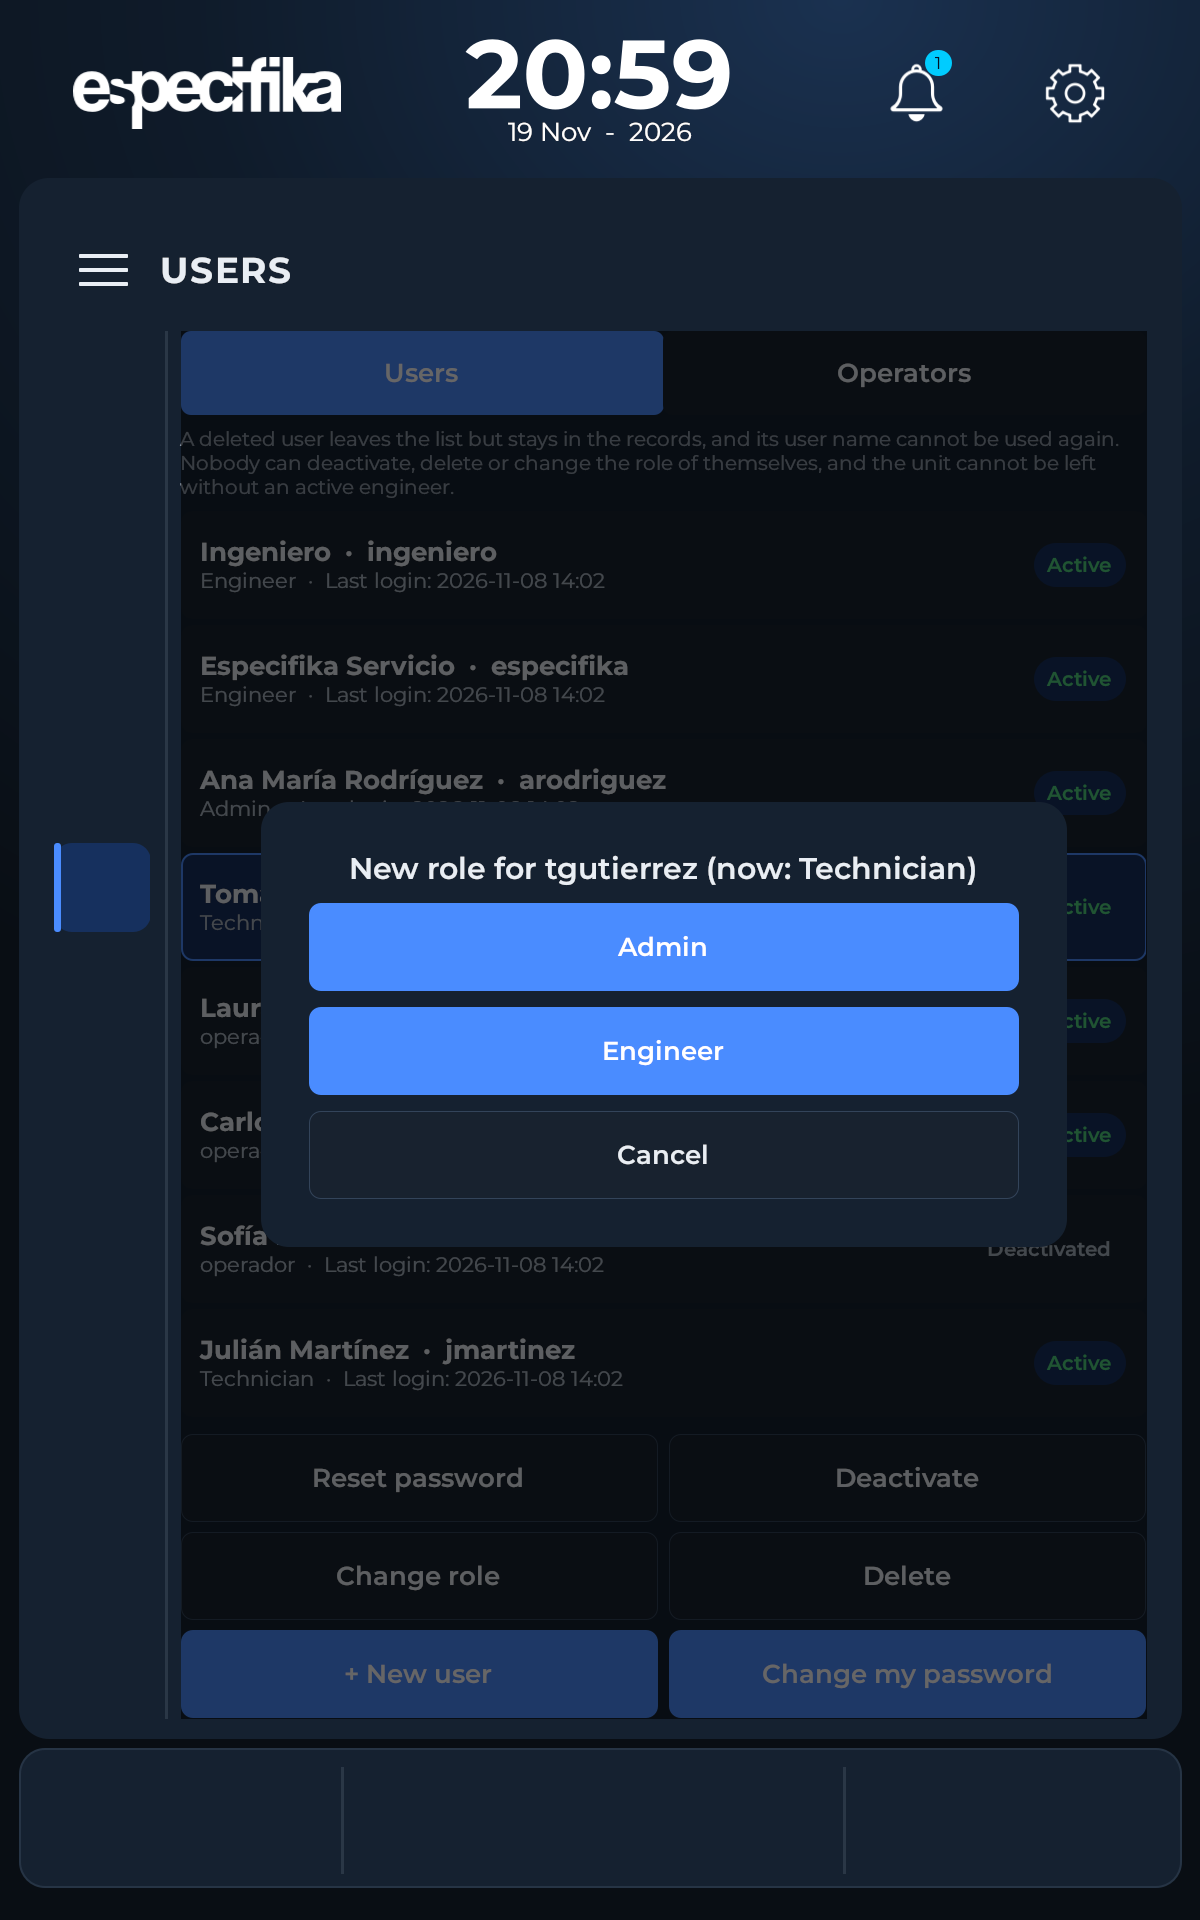 especifika
20:59
19 Nov - 2026
1
USERS
Users
Operators
A deleted user leaves the list but stays in the records, and its user name cannot be used again.
Nobody can deactivate, delete or change the role of themselves, and the unit cannot be left
without an active engineer.
Ingeniero · ingeniero
Engineer · Last login: 2026-11-08 14:02
Active
Especifika Servicio · especifika
Engineer · Last login: 2026-11-08 14:02
Active
Ana María Rodríguez · arodriguez
Admin
Active
New role for tgutierrez (now: Technician)
Admin
Engineer
Cancel
Sofía
operador · Last login: 2026-11-08 14:02
Deactivated
Julián Martínez · jmartinez
Technician · Last login: 2026-11-08 14:02
Active
Reset password
Deactivate
Change role
Delete
+ New user
Change my password